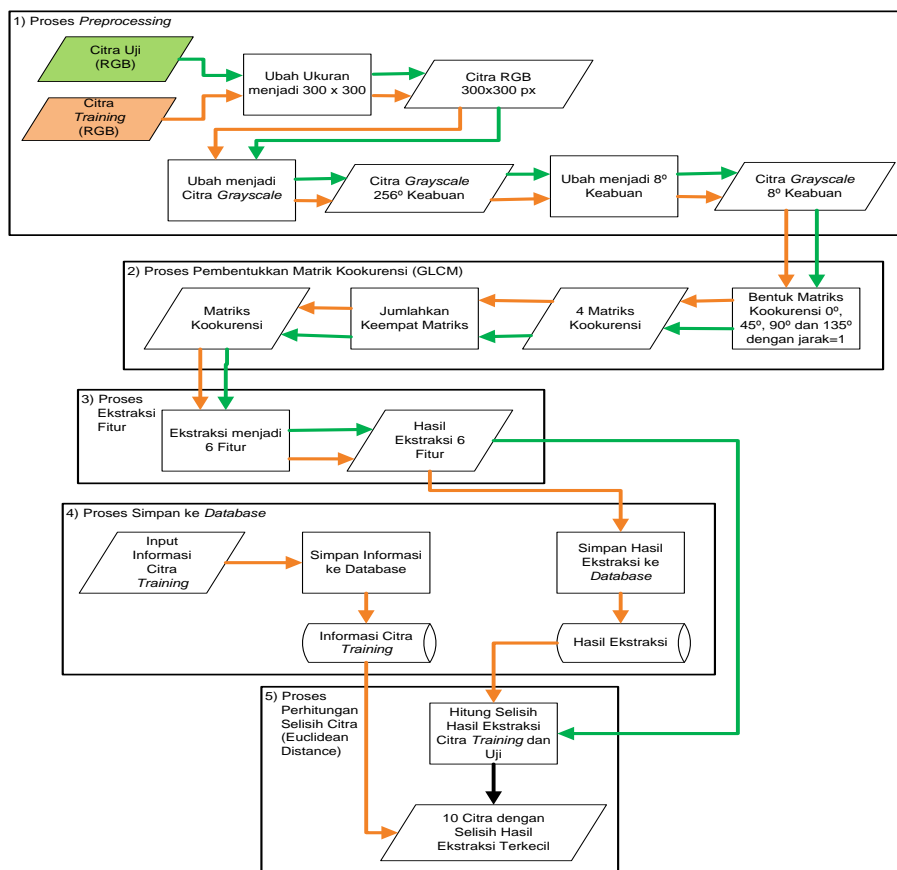 1) Proses Preprocessing
Citra Uji
(RGB)
Ubah Ukuran
menjadi 300 x 300
Citra RGB
300x300 px
Citra
Training
(RGB)
Ubah menjadi
Citra Grayscale
Citra Grayscale
256º Keabuan
Ubah menjadi 8º
Keabuan
Citra Grayscale
8º Keabuan
2) Proses Pembentukkan Matrik Kookurensi (GLCM)
Matriks
Kookurensi
Jumlahkan
Keempat Matriks
4 Matriks
Kookurensi
Bentuk Matriks
Kookurensi 0º,
45º, 90º dan 135º
dengan jarak=1
3) Proses
Ekstraksi
Fitur
Ekstraksi menjadi
6 Fitur
Hasil
Ekstraksi 6
Fitur
4) Proses Simpan ke Database
Input
Informasi
Citra
Training
Simpan Informasi
ke Database
Simpan Hasil
Ekstraksi ke
Database
Informasi Citra
Training
Hasil Ekstraksi
5) Proses
Perhitungan
Selisih Citra
(Euclidean
Distance)
Hitung Selisih
Hasil Ekstraksi
Citra Training dan
Uji
10 Citra dengan
Selisih Hasil
Ekstraksi Terkecil